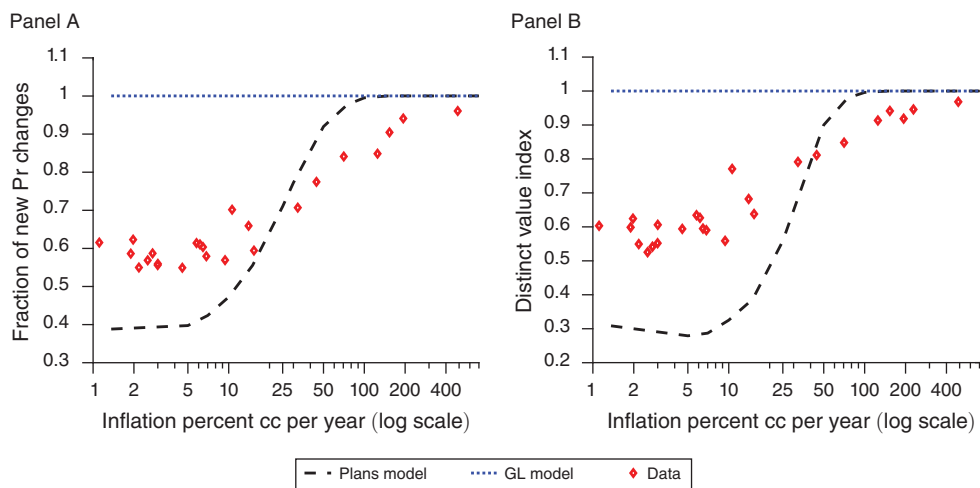 Panel A
Fraction of new Pr changes
1.1
1
0.9
0.8
0.7
0.6
0.5
0.4
0.3
1 2 5 10 25 50 100 200 400
Inflation percent cc per year (log scale)
Panel B
Distinct value index
1.1
1
0.9
0.8
0.7
0.6
0.5
0.4
0.3
0.2
1 2 5 10 25 50 100 200 400
Inflation percent cc per year (log scale)
Plans model GL model Data